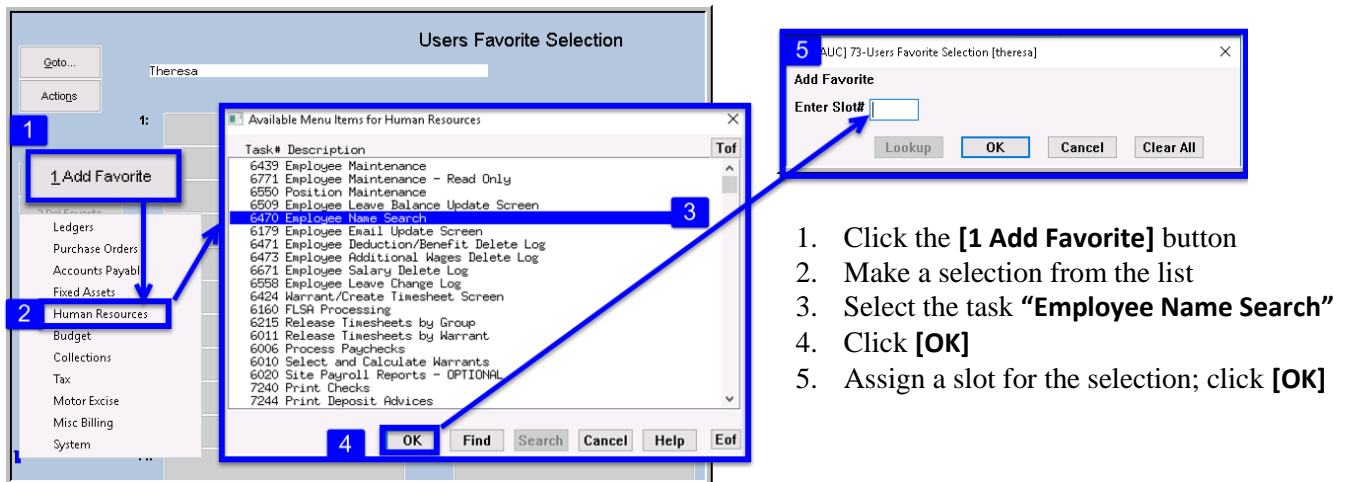 Users Favorite Selection
Goto...
Theresa
Actions
1:
1
1 Add Favorite
Ledgers
Purchase Orders
Accounts Payabl
Fixed Assets
2
Human Resources
Budget
Collections
Tax
Motor Excise
Misc Billing
System
Available Menu Items for Human Resources
Task# Description
Tof
6439 Employee Maintenance
6771 Employee Maintenance - Read Only
6550 Position Maintenance
6509 Employee Leave Balance Update Screen
6470 Employee Name Search
3
6179 Employee Email Update Screen
6471 Employee Deduction/Benefit Delete Log
6473 Employee Additional Wages Delete Log
6671 Employee Salary Delete Log
6558 Employee Leave Change Log
6424 Warrant/Create Timesheet Screen
6160 FLSA Processing
6215 Release Timesheets by Group
6011 Release Timesheets by Warrant
6006 Process Paychecks
6010 Select and Calculate Warrants
6020 Site Payroll Reports - OPTIONAL
7240 Print Checks
7244 Print Deposit Advices
4
OK Find Search Cancel Help Eof
5
AUC] 73-Users Favorite Selection [theresa]
Add Favorite
Enter Slot#
Lookup OK Cancel Clear All
1. Click the [1 Add Favorite] button
2. Make a selection from the list
3. Select the task “Employee Name Search”
4. Click [OK]
5. Assign a slot for the selection; click [OK]